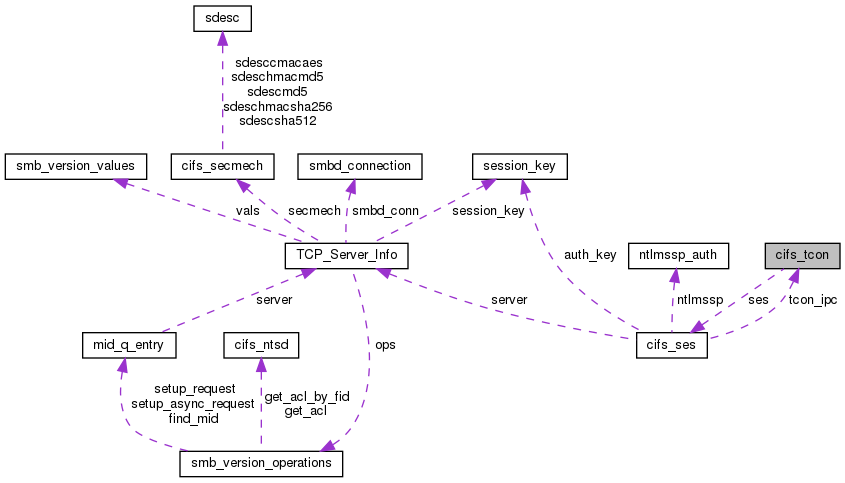 sdesc
sdesccmacaes
sdeschmacmd5
sdescmd5
sdeschmacsha256
sdescsha512
smb_version_values
cifs_secmech
smbd_connection
session_key
vals
secmech
smbd_conn
session_key
TCP_Server_Info
auth_key
ntlmssp_auth
cifs_tcon
server
server
ntlmssp
ses
tcon_ipc
mid_q_entry
cifs_ntsd
ops
cifs_ses
setup_request
setup_async_request
find_mid
get_acl_by_fid
get_acl
smb_version_operations